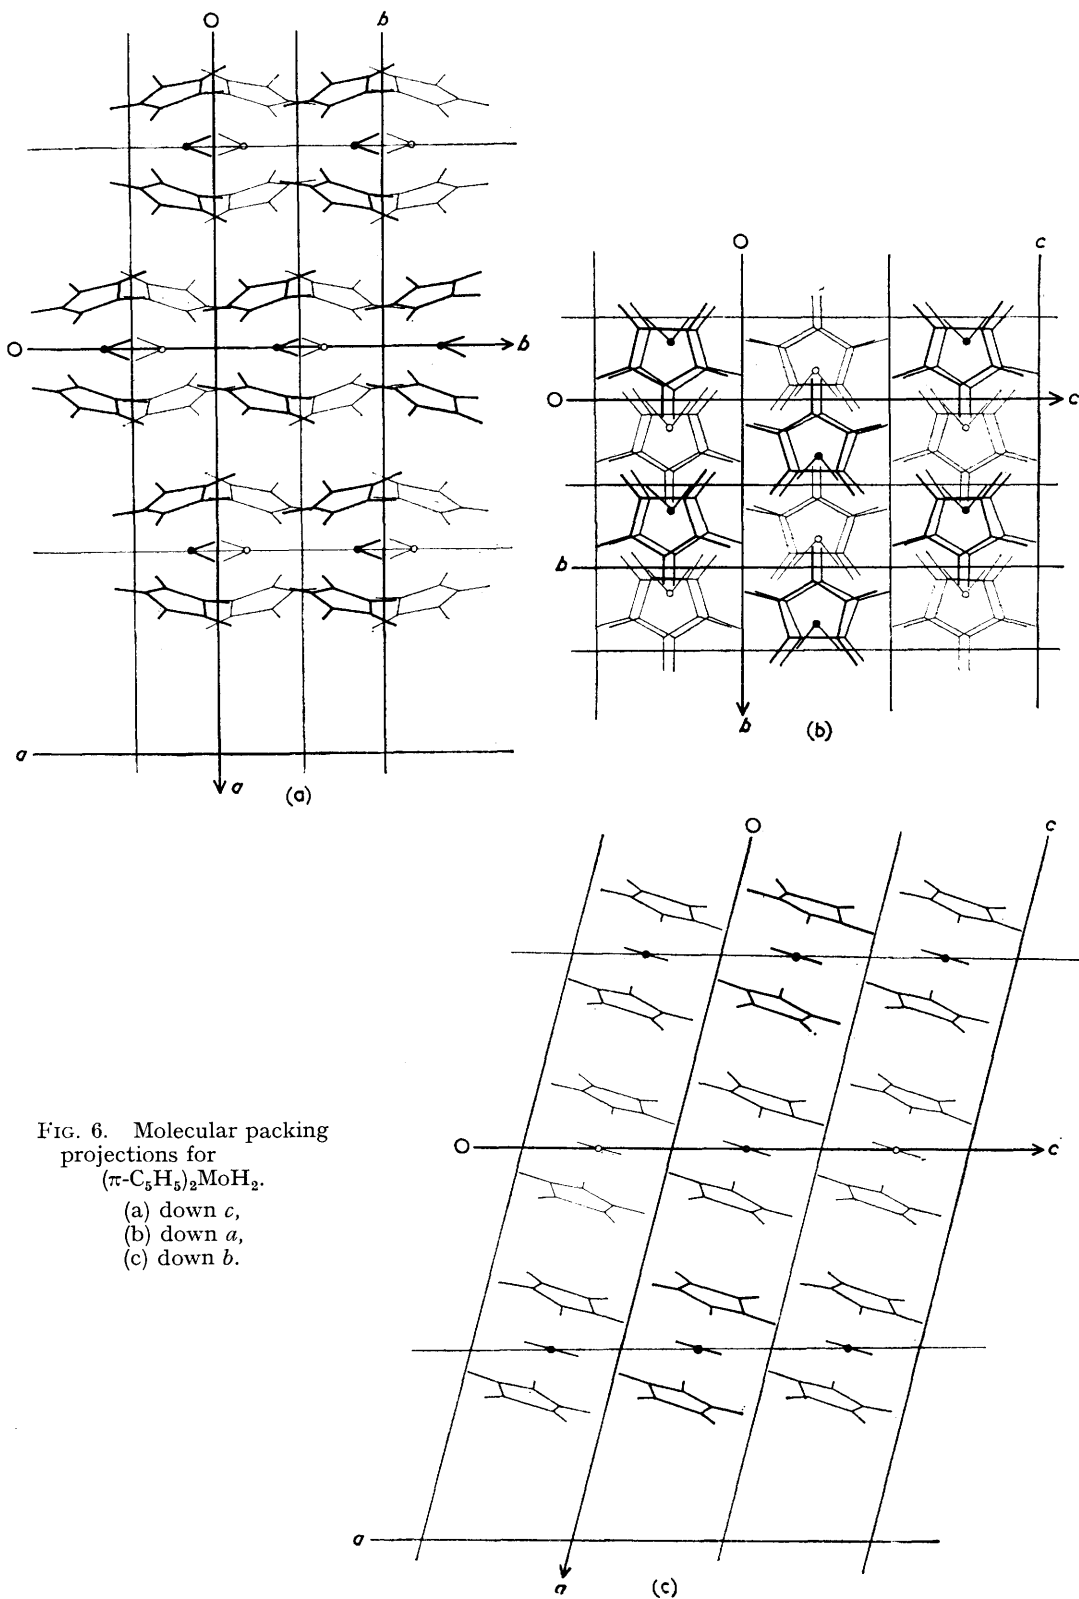 O b
O b
a
a
(a)
O c
O c
b
b
(b)
O c
FIG. 6. Molecular packing
projections for
(π-C₅H₅)₂MoH₂.
(a) down c,
(b) down a,
(c) down b.
O c
a
a
(c)